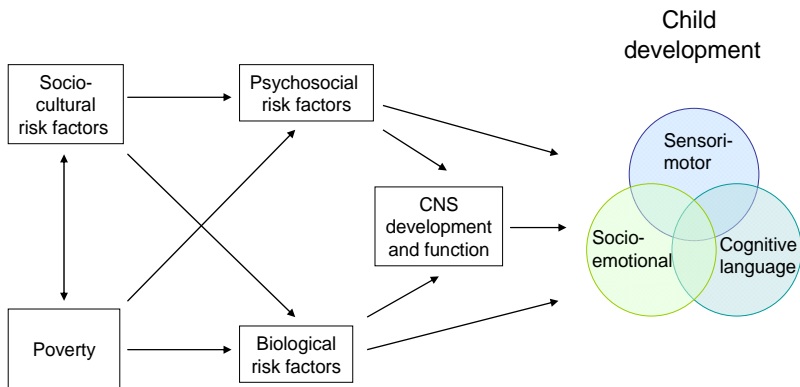 Child
development
Socio-
cultural
risk factors
Psychosocial
risk factors
Sensori-
motor
CNS
development
and function
Socio-
emotional
Cognitive
language
Poverty
Biological
risk factors